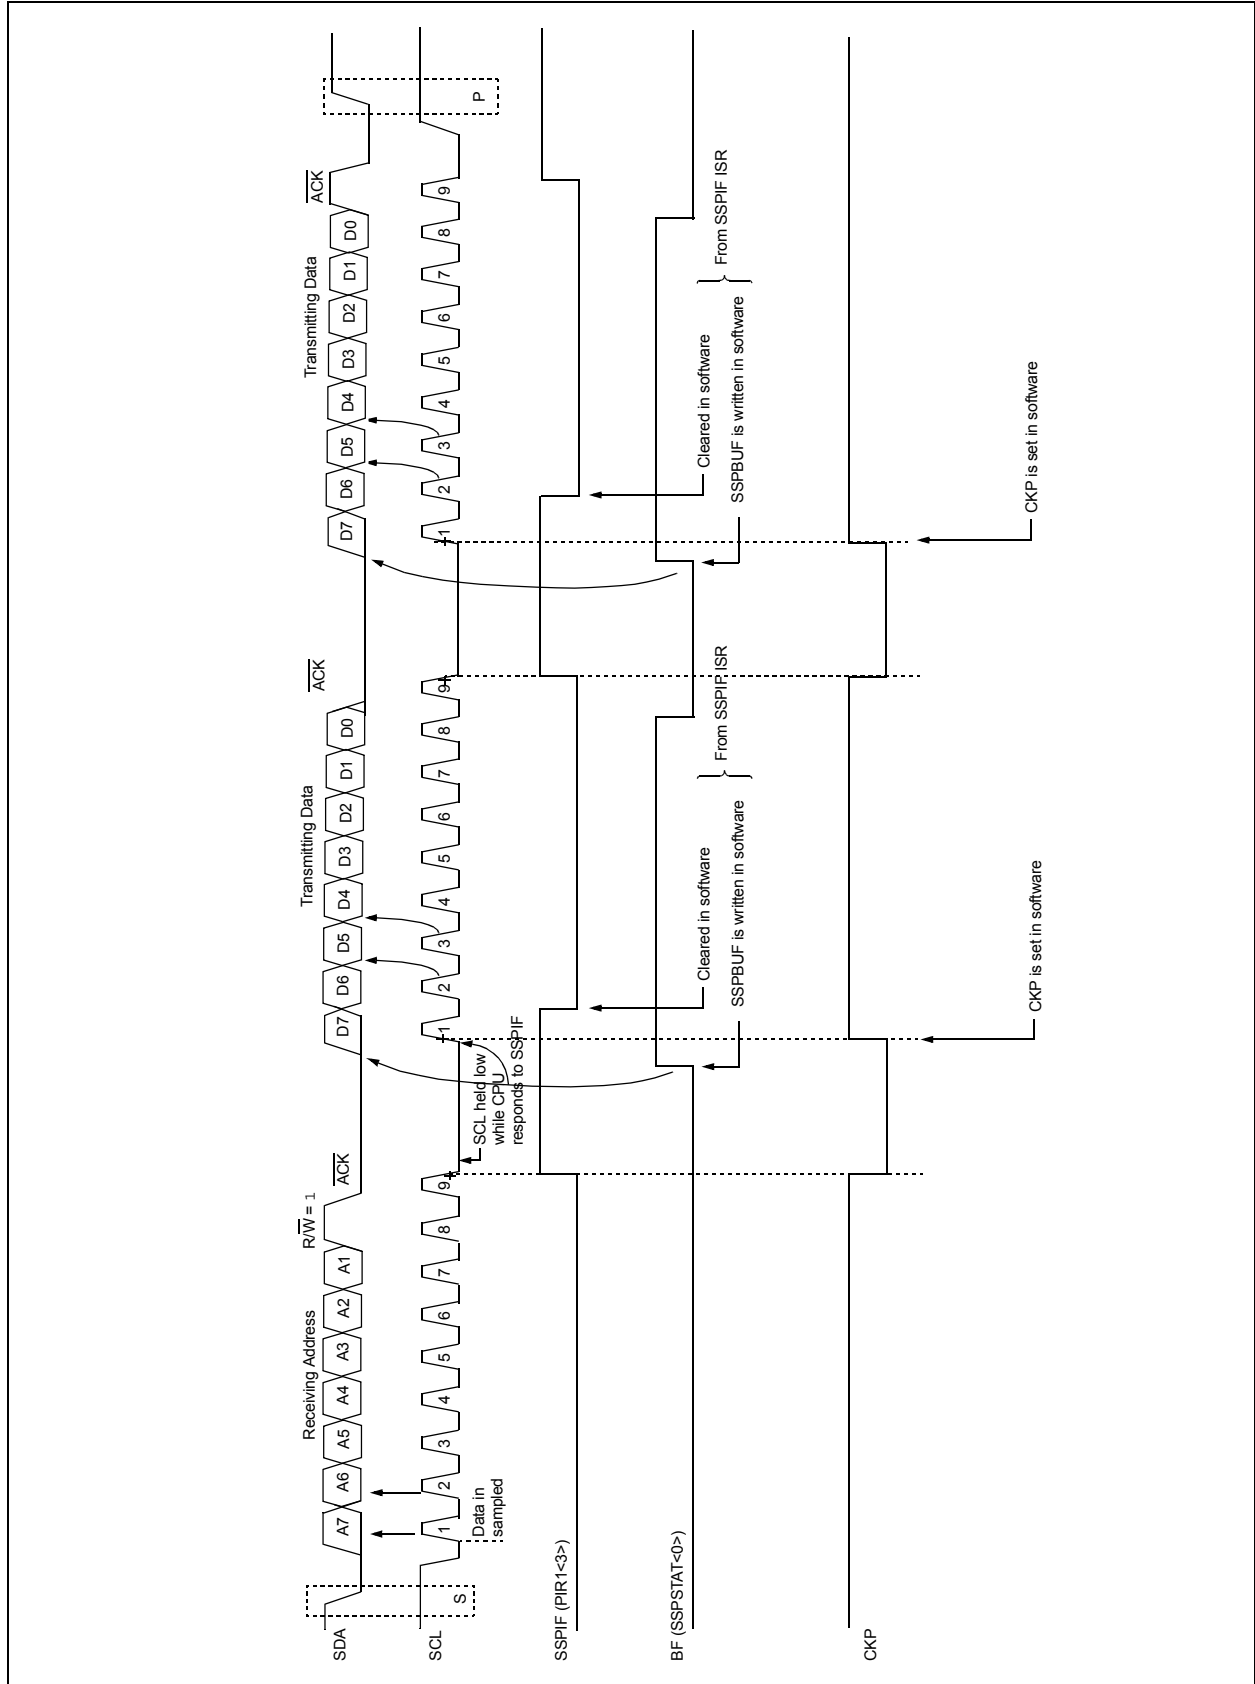 Receiving Address
R/W = 1
ACK
Transmitting Data
ACK
Transmitting Data
ACK
SDA
A7
A6
A5
A4
A3
A2
A1
D7
D6
D5
D4
D3
D2
D1
D0
D7
D6
D5
D4
D3
D2
D1
D0
SCL
S
1
2
3
4
5
6
7
8
9
1
2
3
4
5
6
7
8
9
1
2
3
4
5
6
7
8
9
P
Data in
sampled
SCL held low
while CPU
responds to SSPIF
SSPIF (PIR1<3>)
BF (SSPSTAT<0>)
Cleared in software
SSPBUF is written in software
From SSPIF ISR
Cleared in software
SSPBUF is written in software
From SSPIF ISR
CKP
CKP is set in software
CKP is set in software